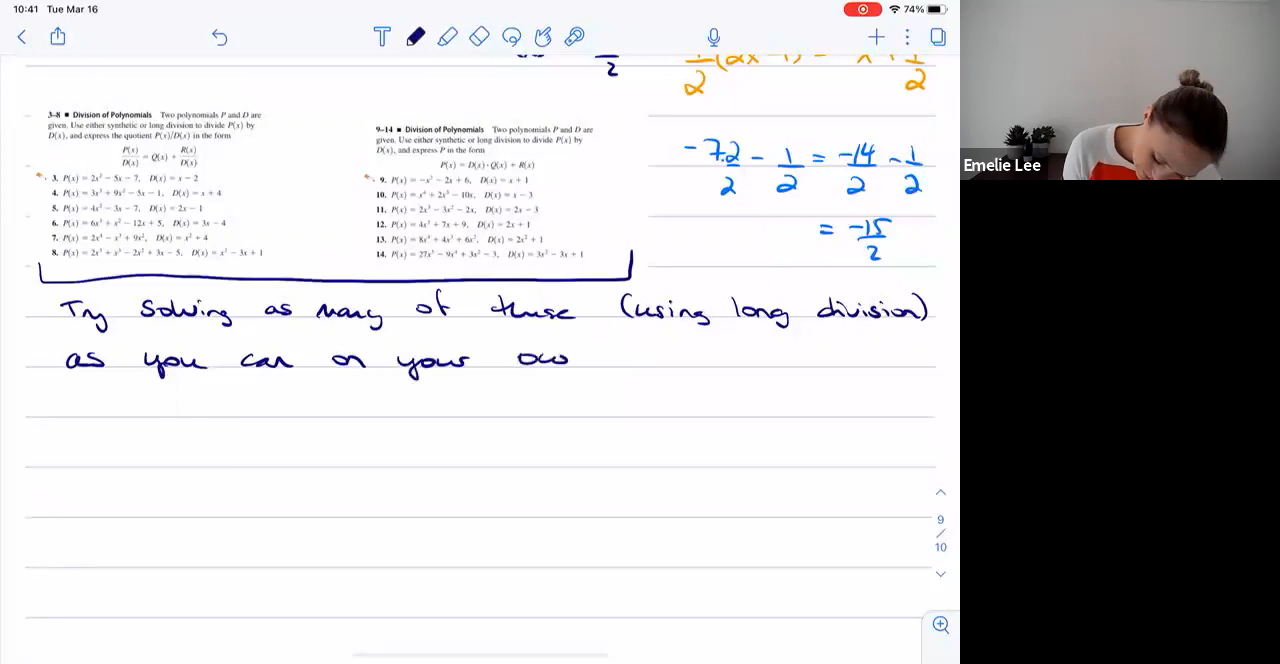 10:41 Tue Mar 16
74%
T
2
2
2
3–8 ■ Division of Polynomials Two polynomials P and D are
given. Use either synthetic or long division to divide P(x) by
D(x), and express the quotient P(x)/D(x) in the form
P(x)/D(x) = Q(x) + R(x)/D(x)
3. P(x) = 2x² − 5x − 7, D(x) = x − 2
4. P(x) = 3x³ + 9x² − 5x − 1, D(x) = x + 4
5. P(x) = 4x² − 3x − 7, D(x) = 2x − 1
6. P(x) = 6x³ + x² − 12x + 5, D(x) = 3x − 4
7. P(x) = 2x⁴ − x³ + 9x², D(x) = x² + 4
8. P(x) = 2x⁵ + x³ − 2x² + 3x − 5, D(x) = x² − 3x + 1
9–14 ■ Division of Polynomials Two polynomials P and D are
given. Use either synthetic or long division to divide P(x) by
D(x), and express P in the form
P(x) = D(x) · Q(x) + R(x)
9. P(x) = −x³ − 2x + 6, D(x) = x + 1
10. P(x) = x⁴ + 2x³ − 10x, D(x) = x − 3
11. P(x) = 2x³ − 3x² − 2x, D(x) = 2x − 3
12. P(x) = 4x³ + 7x + 9, D(x) = 2x + 1
13. P(x) = 8x⁴ + 4x³ + 6x², D(x) = 2x² + 1
14. P(x) = 27x⁵ − 9x⁴ + 3x² − 3, D(x) = 3x² − 3x + 1
-7·2/2 - 1/2 = -14/2 - 1/2
= -15/2
Try solving as many of these (using long division)
as you can on your ow
9
/
10
Emelie Lee